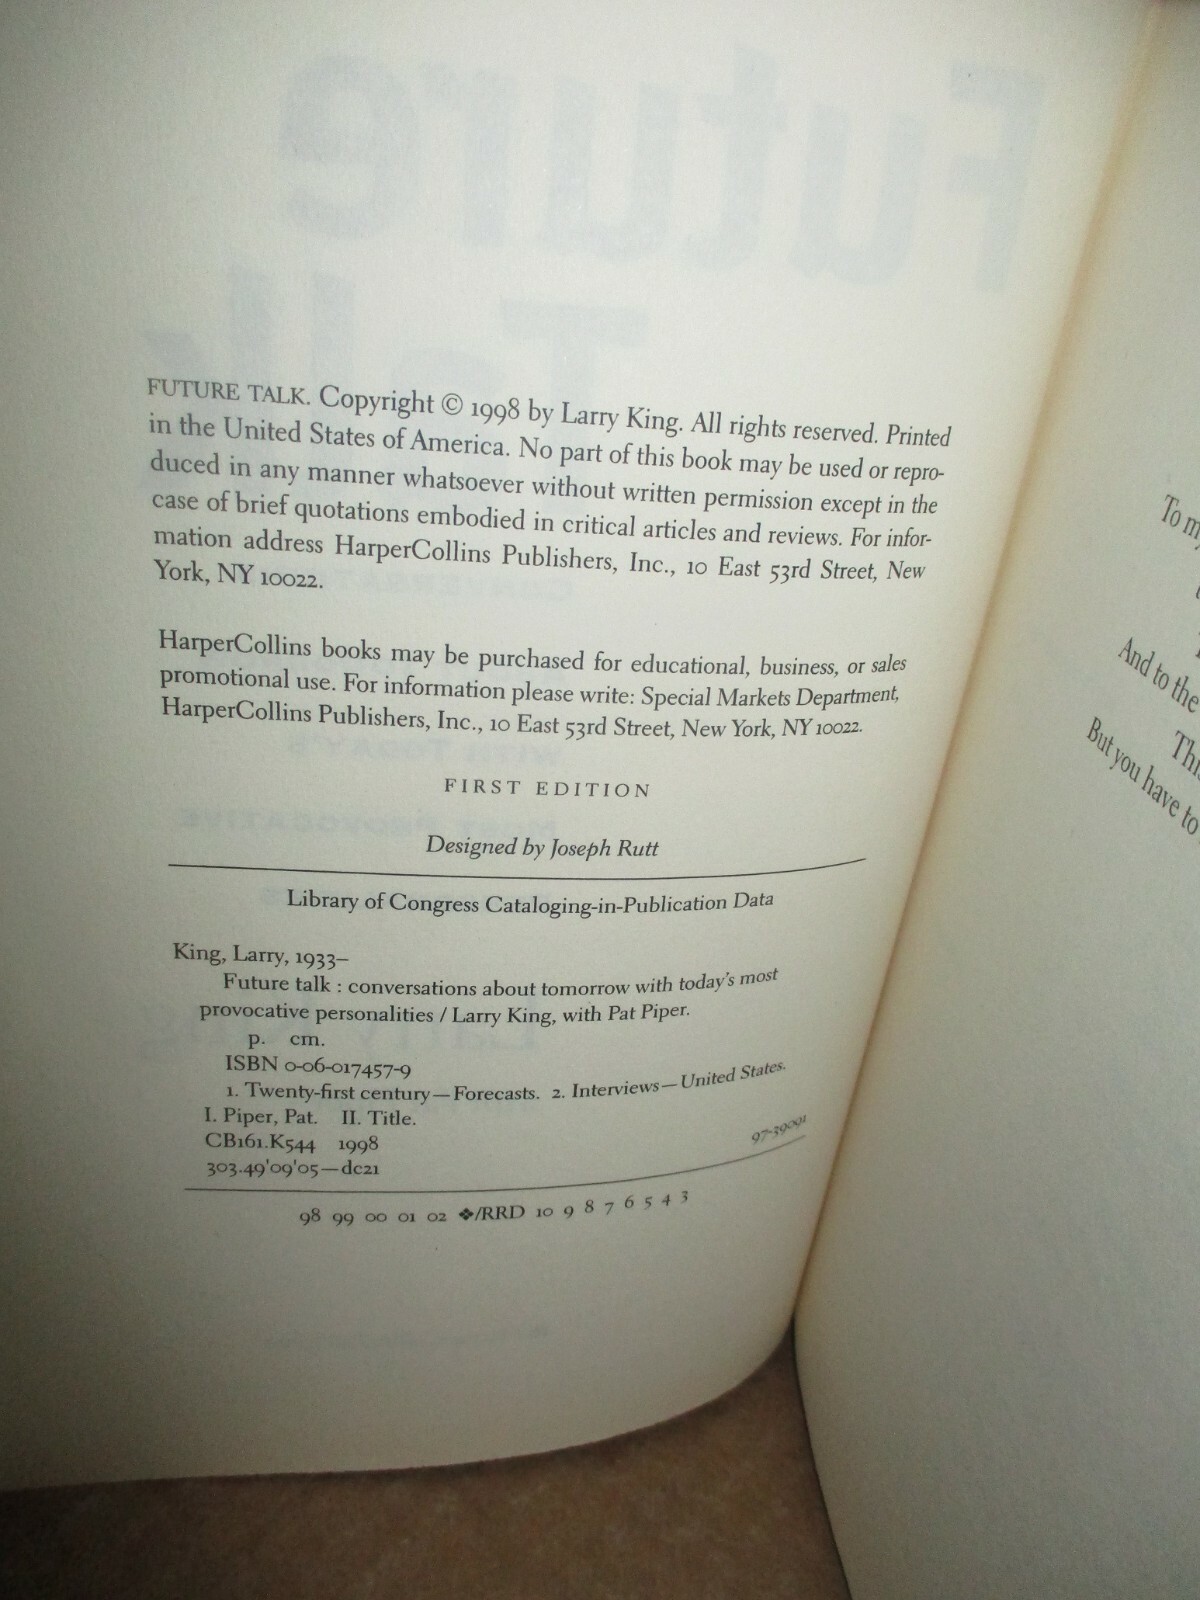 FUTURE TALK. Copyright © 1998 by Larry King. All rights reserved. Printed
in the United States of America. No part of this book may be used or repro-
duced in any manner whatsoever without written permission except in the
case of brief quotations embodied in critical articles and reviews. For infor-
mation address HarperCollins Publishers, Inc., 10 East 53rd Street, New
York, NY 10022.
HarperCollins books may be purchased for educational, business, or sales
promotional use. For information please write: Special Markets Department,
HarperCollins Publishers, Inc., 10 East 53rd Street, New York, NY 10022.
FIRST EDITION
Designed by Joseph Rutt
Library of Congress Cataloging-in-Publication Data
King, Larry, 1933–
Future talk : conversations about tomorrow with today's most
provocative personalities / Larry King, with Pat Piper.
p. cm.
ISBN 0-06-017457-9
1. Twenty-first century—Forecasts. 2. Interviews—United States.
I. Piper, Pat. II. Title.
CB161.K544 1998
303.49'09'05—dc21
97-39091
98 99 00 01 02 ❖/RRD 10 9 8 7 6 5 4 3
To
And to the
But you have to